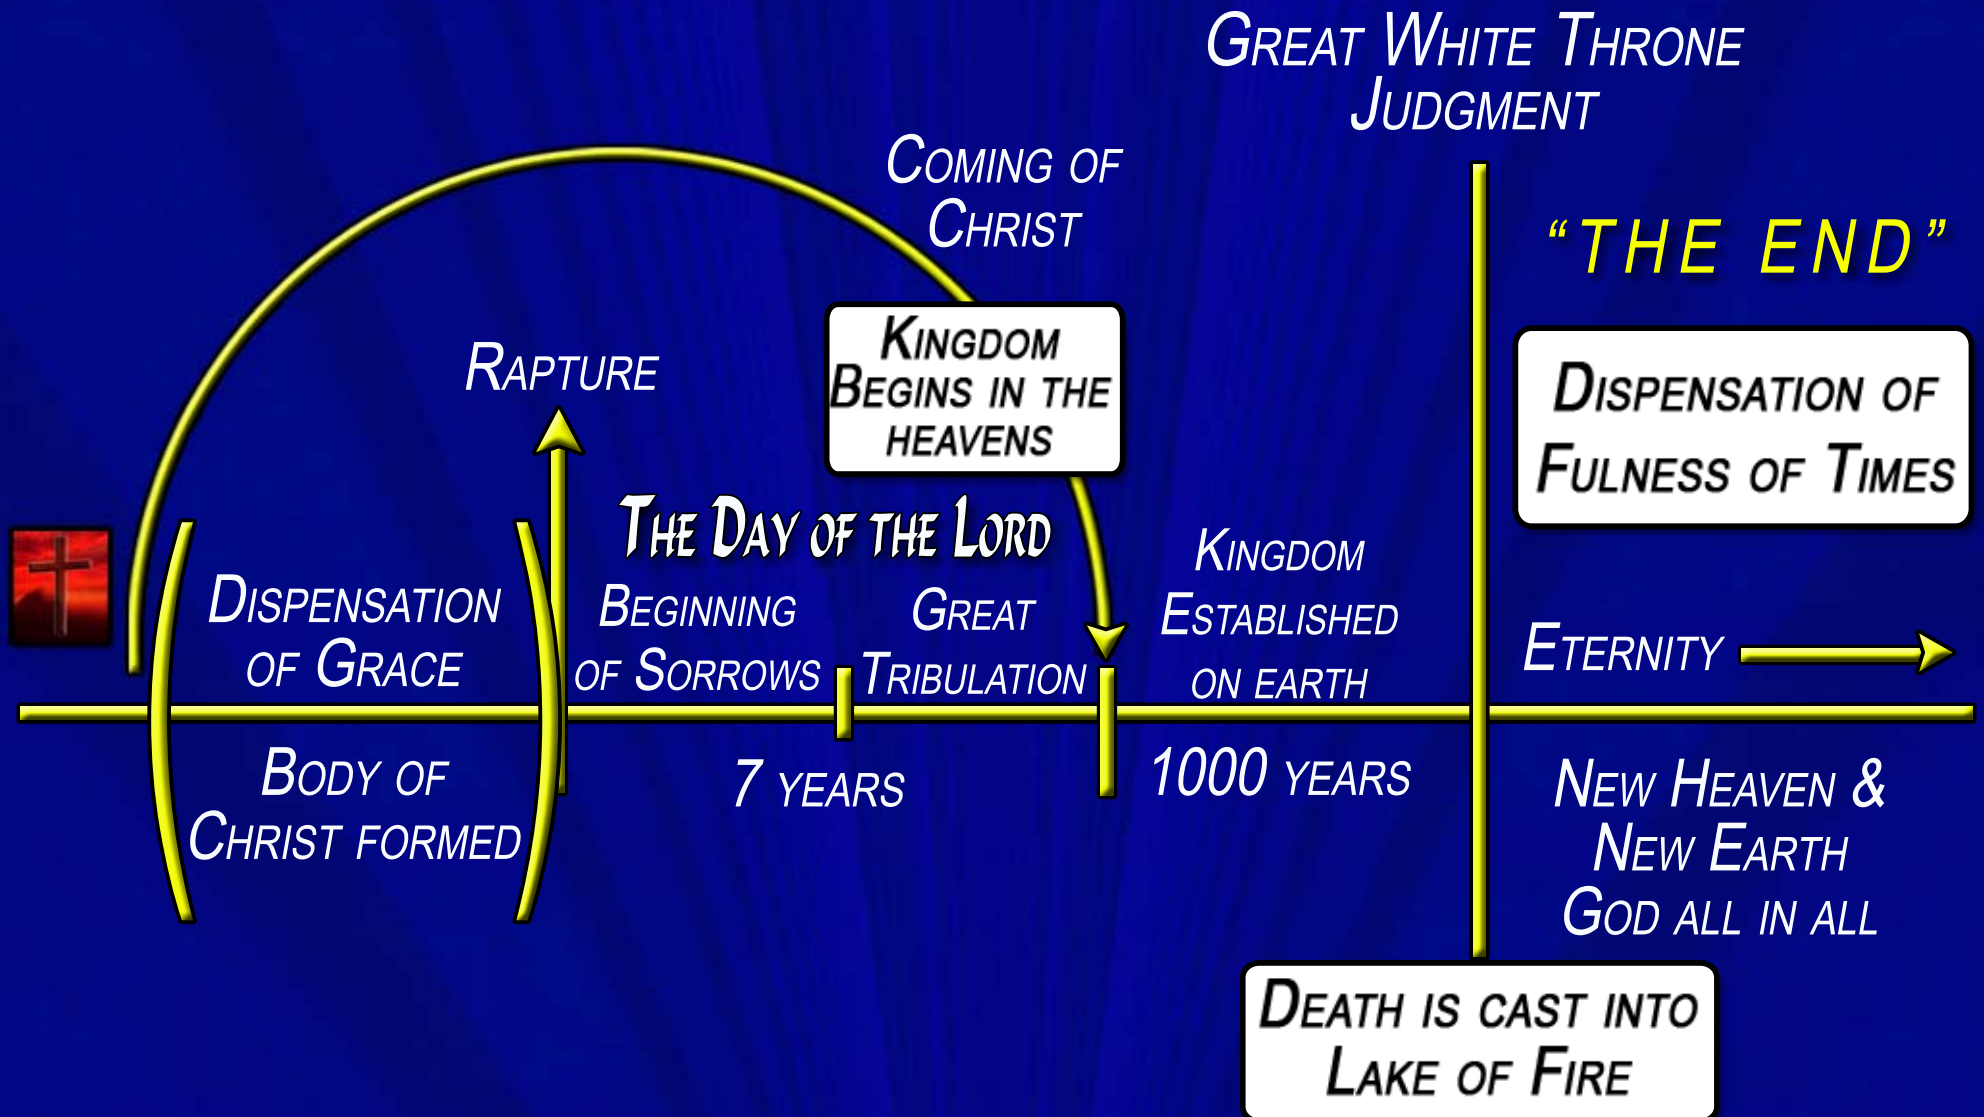 GREAT WHITE THRONE
JUDGMENT
COMING OF
CHRIST
"THE END"
KINGDOM
BEGINS IN THE
HEAVENS
RAPTURE
DISPENSATION OF
FULNESS OF TIMES
THE DAY OF THE LORD
DISPENSATION
OF GRACE
BEGINNING
OF SORROWS
GREAT
TRIBULATION
KINGDOM
ESTABLISHED
ON EARTH
ETERNITY
BODY OF
CHRIST FORMED
7 YEARS
1000 YEARS
NEW HEAVEN &
NEW EARTH
GOD ALL IN ALL
DEATH IS CAST INTO
LAKE OF FIRE